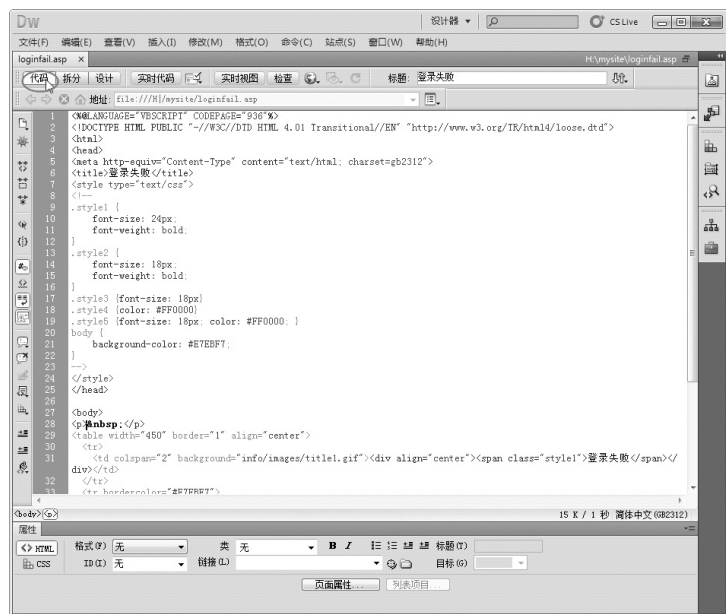 Dw 设计器 CS Live
文件(F) 编辑(E) 查看(V) 插入(I) 修改(M) 格式(O) 命令(C) 站点(S) 窗口(W) 帮助(H)
loginfail.asp × H:\mysite\loginfail.asp
代码 拆分 设计 实时代码 实时视图 检查 标题: 登录失败
地址: file:///H|/mysite/loginfail.asp
1 <%@LANGUAGE="VBSCRIPT" CODEPAGE="936"%>
2 <!DOCTYPE HTML PUBLIC "-//W3C//DTD HTML 4.01 Transitional//EN" "http://www.w3.org/TR/html4/loose.dtd">
3 <html>
4 <head>
5 <meta http-equiv="Content-Type" content="text/html; charset=gb2312">
6 <title>登录失败</title>
7 <style type="text/css">
8 <!--
9 .style1 {
10 font-size: 24px;
11 font-weight: bold;
12 }
13 .style2 {
14 font-size: 18px;
15 font-weight: bold;
16 }
17 .style3 {font-size: 18px}
18 .style4 {color: #FF0000}
19 .style5 {font-size: 18px; color: #FF0000; }
20 body {
21 background-color: #E7EBF7;
22 }
23 -->
24 </style>
25 </head>
26
27 <body>
28 <p>&nbsp;</p>
29 <table width="450" border="1" align="center">
30 <tr>
31 <td colspan="2" background="info/images/title1.gif"><div align="center"><span class="style1">登录失败</span></
div></td>
32 </tr>
33 <tr bordercolor="#E7EBF7">
<body> <p> 15 K / 1 秒 简体中文(GB2312)
属性
<> HTML 格式(F) 无 类 无 B I 标题(T)
CSS ID(I) 无 链接(L) 目标(G)
页面属性... 列表项目...